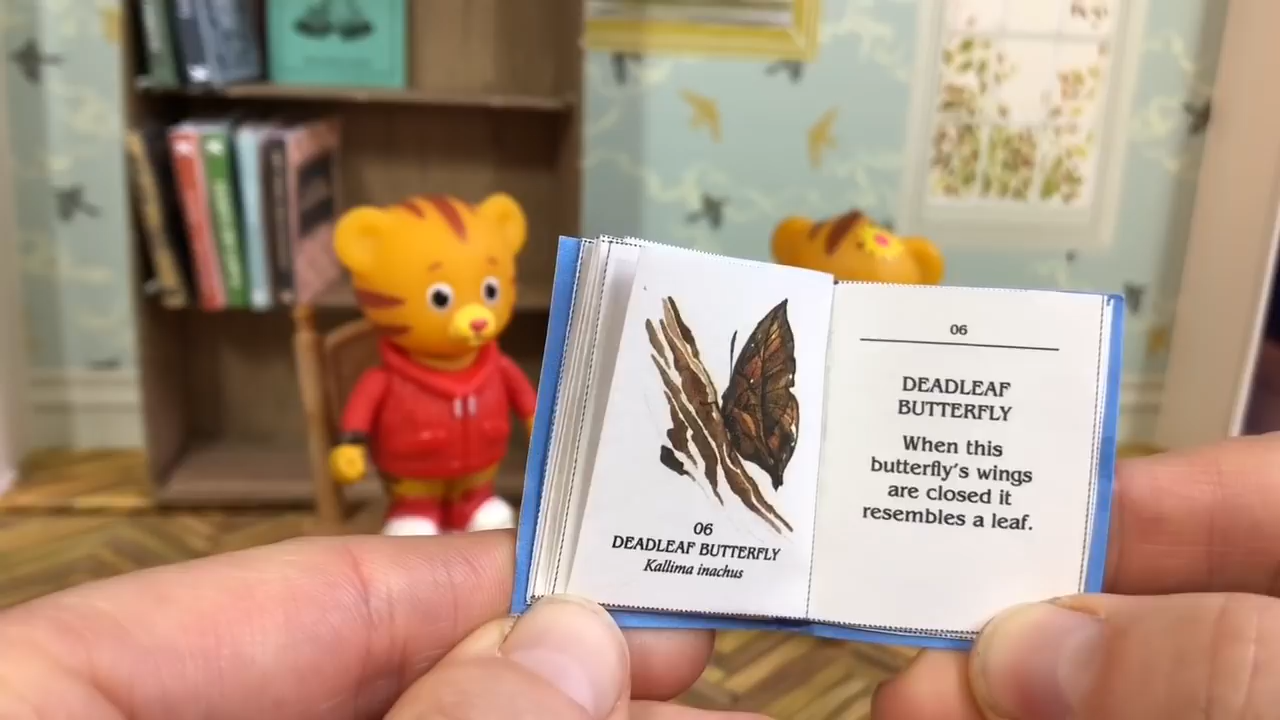 06
DEADLEAF BUTTERFLY
Kallima inachus
06
DEADLEAF
BUTTERFLY
When this
butterfly's wings
are closed it
resembles a leaf.